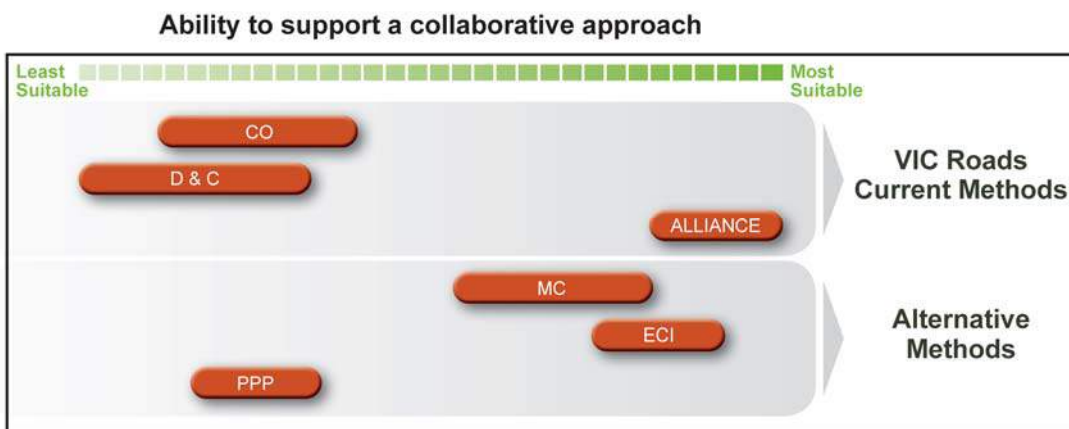 Ability to support a collaborative approach
Least
Suitable
Most
Suitable
CO
D & C
ALLIANCE
VIC Roads
Current Methods
MC
ECI
PPP
Alternative
Methods